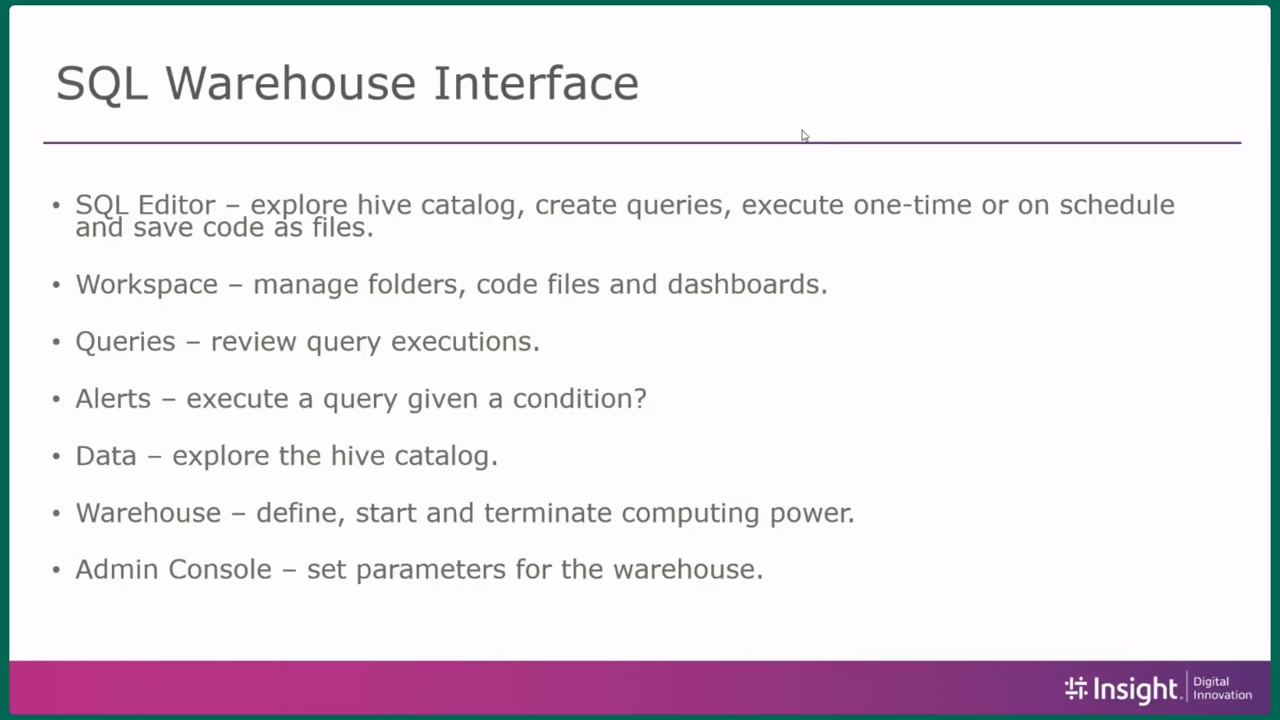 SQL Warehouse Interface
• SQL Editor – explore hive catalog, create queries, execute one-time or on schedule
and save code as files.
• Workspace – manage folders, code files and dashboards.
• Queries – review query executions.
• Alerts – execute a query given a condition?
• Data – explore the hive catalog.
• Warehouse – define, start and terminate computing power.
• Admin Console – set parameters for the warehouse.
Insight.
Digital
Innovation